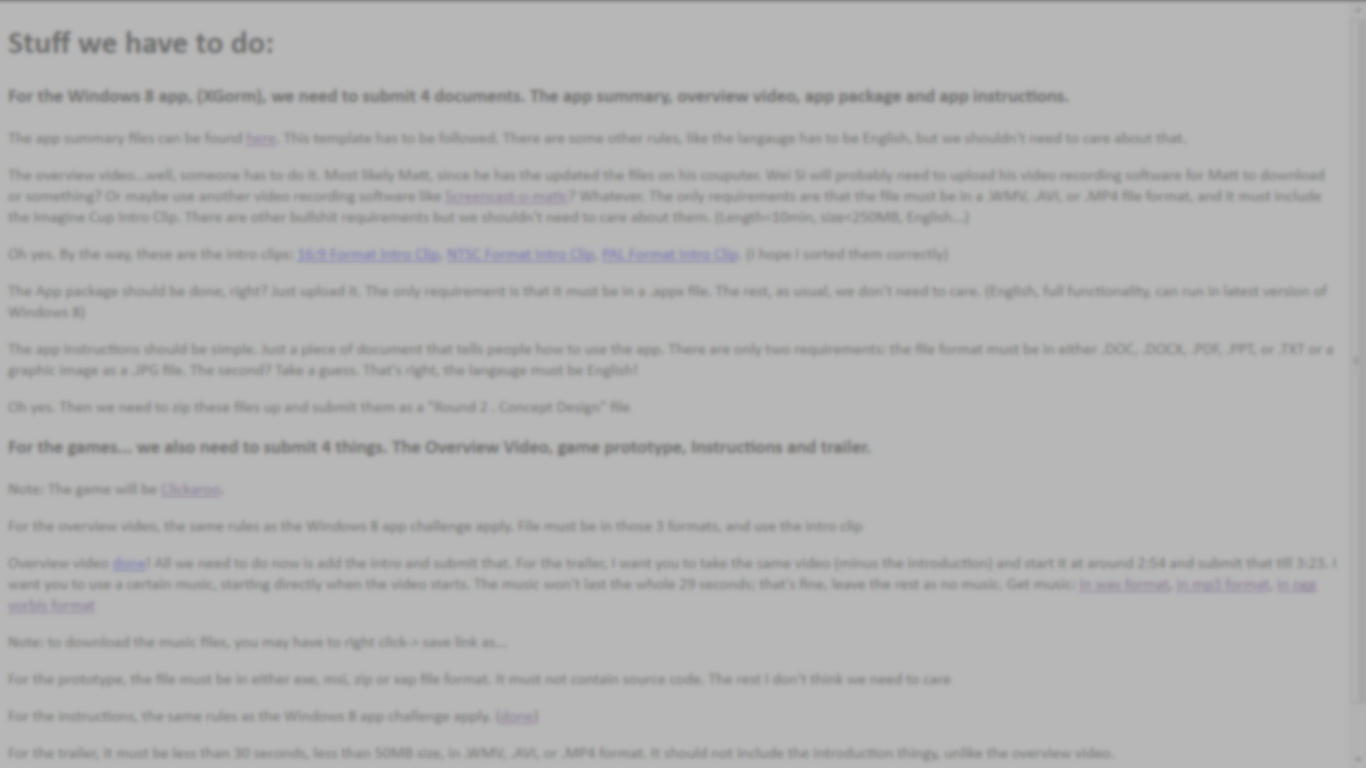 Stuff we have to do:
For the Windows 8 app, (XGorm), we need to submit 4 documents. The app summary, overview video, app package and app instructions.
The app summary files can be found here. This template has to be followed. There are some other rules, like the langauge has to be English, but we shouldn't need to care about that.
The overview video...well, someone has to do it. Most likely Matt, since he has the updated the files on his couputer. Wei Si will probably need to upload his video recording software for Matt to download
or something? Or maybe use another video recording software like Screencast-o-matic? Whatever. The only requirements are that the file must be in a .WMV, .AVI, or .MP4 file format, and it must include
the Imagine Cup Intro Clip. There are other bullshit requirements but we shouldn't need to care about them. (Length<10min, size<250MB, English...)
Oh yes. By the way, these are the intro clips: 16:9 Format Intro Clip, NTSC Format Intro Clip, PAL Format Intro Clip. (I hope I sorted them correctly)
The App package should be done, right? Just upload it. The only requirement is that it must be in a .appx file. The rest, as usual, we don't need to care. (English, full functionality, can run in latest version of
Windows 8)
The app instructions should be simple. Just a piece of document that tells people how to use the app. There are only two requirements: the file format must be in either .DOC, .DOCX, .PDF, .PPT, or .TXT or a
graphic image as a .JPG file. The second? Take a guess. That's right, the langauge must be English!
Oh yes. Then we need to zip these files up and submit them as a "Round 2 . Concept Design" file
For the games... we also need to submit 4 things. The Overview Video, game prototype, Instructions and trailer.
Note: The game will be Clickaroo.
For the overview video, the same rules as the Windows 8 app challenge apply. File must be in those 3 formats, and use the intro clip
Overview video done! All we need to do now is add the intro and submit that. For the trailer, I want you to take the same video (minus the introduction) and start it at around 2:54 and submit that till 3:23. I
want you to use a certain music, starting directly when the video starts. The music won't last the whole 29 seconds; that's fine, leave the rest as no music. Get music: in wav format, in mp3 format, in ogg
vorbis format
Note: to download the music files, you may have to right click-> save link as...
For the prototype, the file must be in either exe, msi, zip or xap file format. It must not contain source code. The rest I don't think we need to care
For the instructions, the same rules as the Windows 8 app challenge apply. (done)
For the trailer, it must be less than 30 seconds, less than 50MB size, in .WMV, .AVI, or .MP4 format. It should not include the introduction thingy, unlike the overview video.